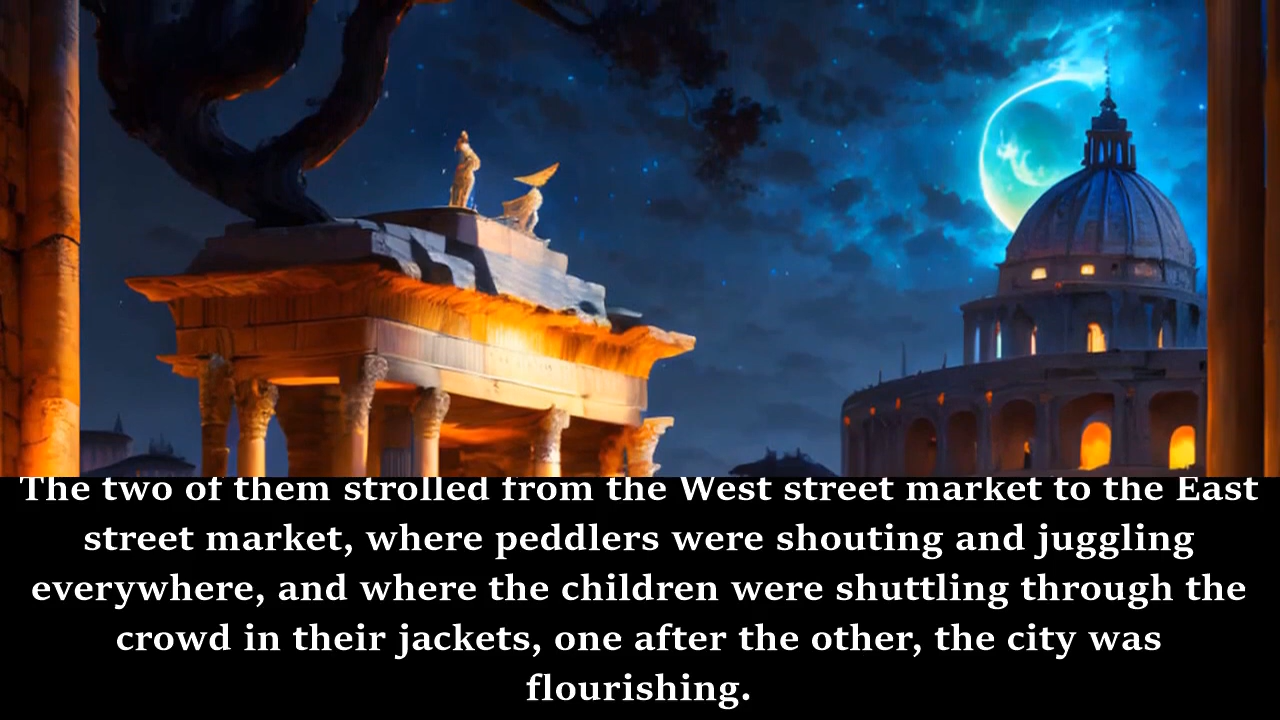 The two of them strolled from the West street market to the East
street market, where peddlers were shouting and juggling
everywhere, and where the children were shuttling through the
crowd in their jackets, one after the other, the city was
flourishing.